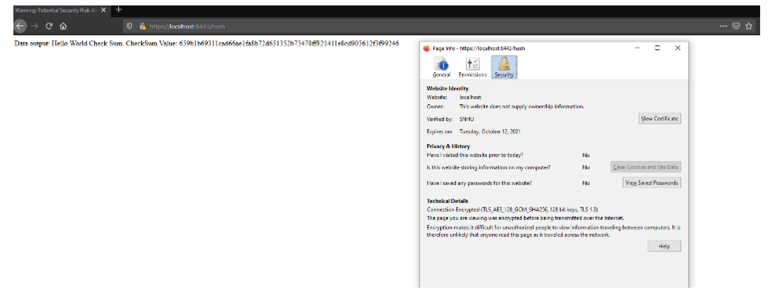 Warning: Potential Security Risk Ah
https://localhost:8443/hash
Data output: Hello World Check Sum. CheckSum Value:
Page Info - https://localhost:8443/hash
General Permissions Security
Website Identity
Website: localhost
Owner: This website does not supply ownership information.
Verified by: SNHU
View Certificate
Expires on: Tuesday, October 12, 2021
Privacy & History
Have I visited this website prior to today? No
Is this website storing information on my computer? No
Clear Cookies and Site Data
Have I saved any passwords for this website? No
View Saved Passwords
Technical Details
Connection Encrypted (TLS_AES_128_GCM_SHA256, 128 bit keys, TLS 1.3)
The page you are viewing was encrypted before being transmitted over the Internet.
Encryption makes it difficult for unauthorized people to view information traveling between computers. It is
therefore unlikely that anyone read this page as it traveled across the network.
Help